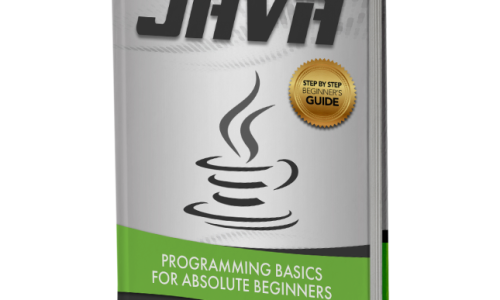 JAVA
STEP BY STEP
BEGINNER'S
GUIDE
PROGRAMMING BASICS
FOR ABSOLUTE BEGINNERS